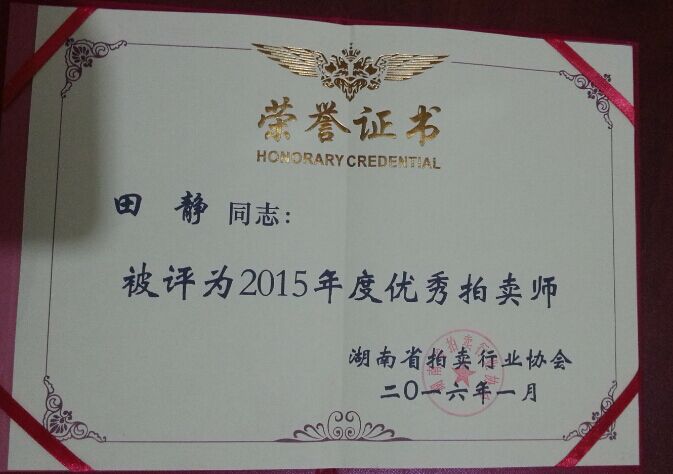 荣誉证书
HONORARY CREDENTIAL
田 静 同志：
被评为2015年度优秀拍卖师
湖南省拍卖行业协会
二〇一六年一月